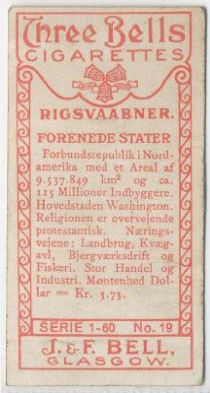 Three Bells
CIGARETTES
RIGSVAABNER.
FORENEDE STATER
Forbundsrepublik i Nord-
amerika med et Areal af
9.537.849 km² og ca.
115 Millioner Indbyggere.
Hovedstaden Washington.
Religionen er overvejende
protestantisk. Nærings-
vejene: Landbrug, Kvæg-
avl, Bjergværksdrift og
Fiskeri. Stor Handel og
Industri. Møntenhed Dol-
lar = Kr. 3.73.
SERIE 1-60 No. 19
J. & F. BELL,
GLASGOW.